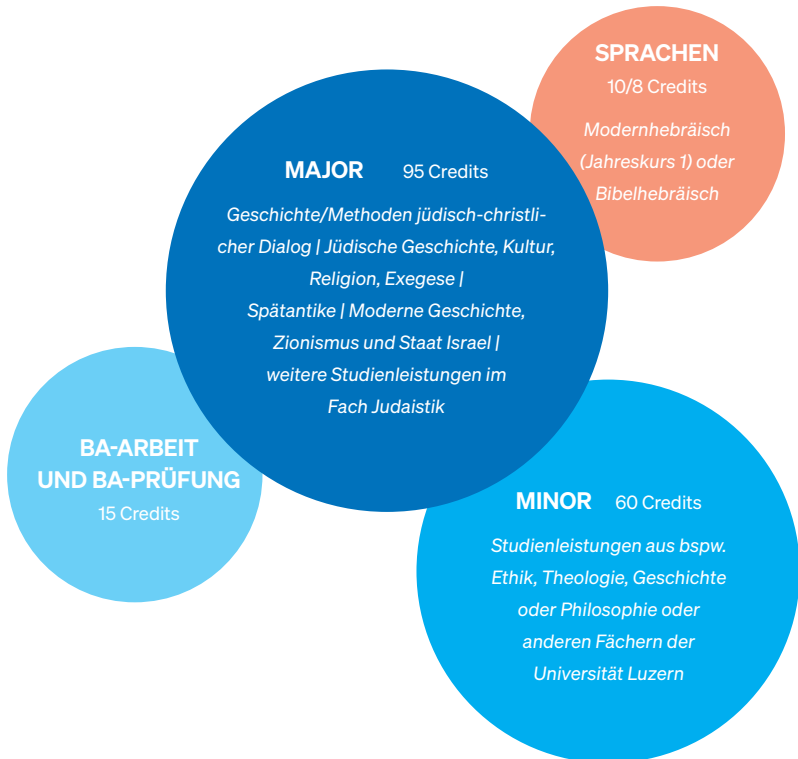 SPRACHEN
10/8 Credits
Modernhebräisch
(Jahreskurs 1) oder
Bibelhebräisch
MAJOR 95 Credits
Geschichte/Methoden jüdisch-christli-
cher Dialog | Jüdische Geschichte, Kultur,
Religion, Exegese |
Spätantike | Moderne Geschichte,
Zionismus und Staat Israel |
weitere Studienleistungen im
Fach Judaistik
BA-ARBEIT
UND BA-PRÜFUNG
15 Credits
MINOR 60 Credits
Studienleistungen aus bspw.
Ethik, Theologie, Geschichte
oder Philosophie oder
anderen Fächern der
Universität Luzern